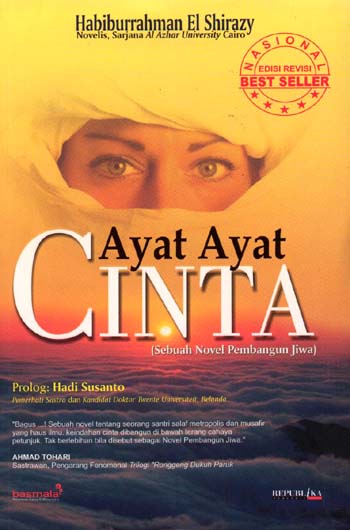 Habiburrahman El Shirazy
Novelis, Sarjana Al Azhar University Cairo
NASIONAL
EDISI REVISI
BEST SELLER
Ayat Ayat
CINTA
(Sebuah Novel Pembangun Jiwa)
Prolog: Hadi Susanto
Pemerhati Sastra dan Kandidat Doktor Twente Universiteit, Belanda
"Bagus ...! Sebuah novel tentang seorang santri salaf metropolis dan musafir
yang haus ilmu, keindahan cinta dibangun di bawah lereng cahaya
petunjuk. Tak berlebihan bila disebut sebagai Novel Pembangun Jiwa."
AHMAD TOHARI
Sastrawan, Pengarang Fenomenal Trilogi "Ronggeng Dukuh Paruk
basmala
REPUBLIKA